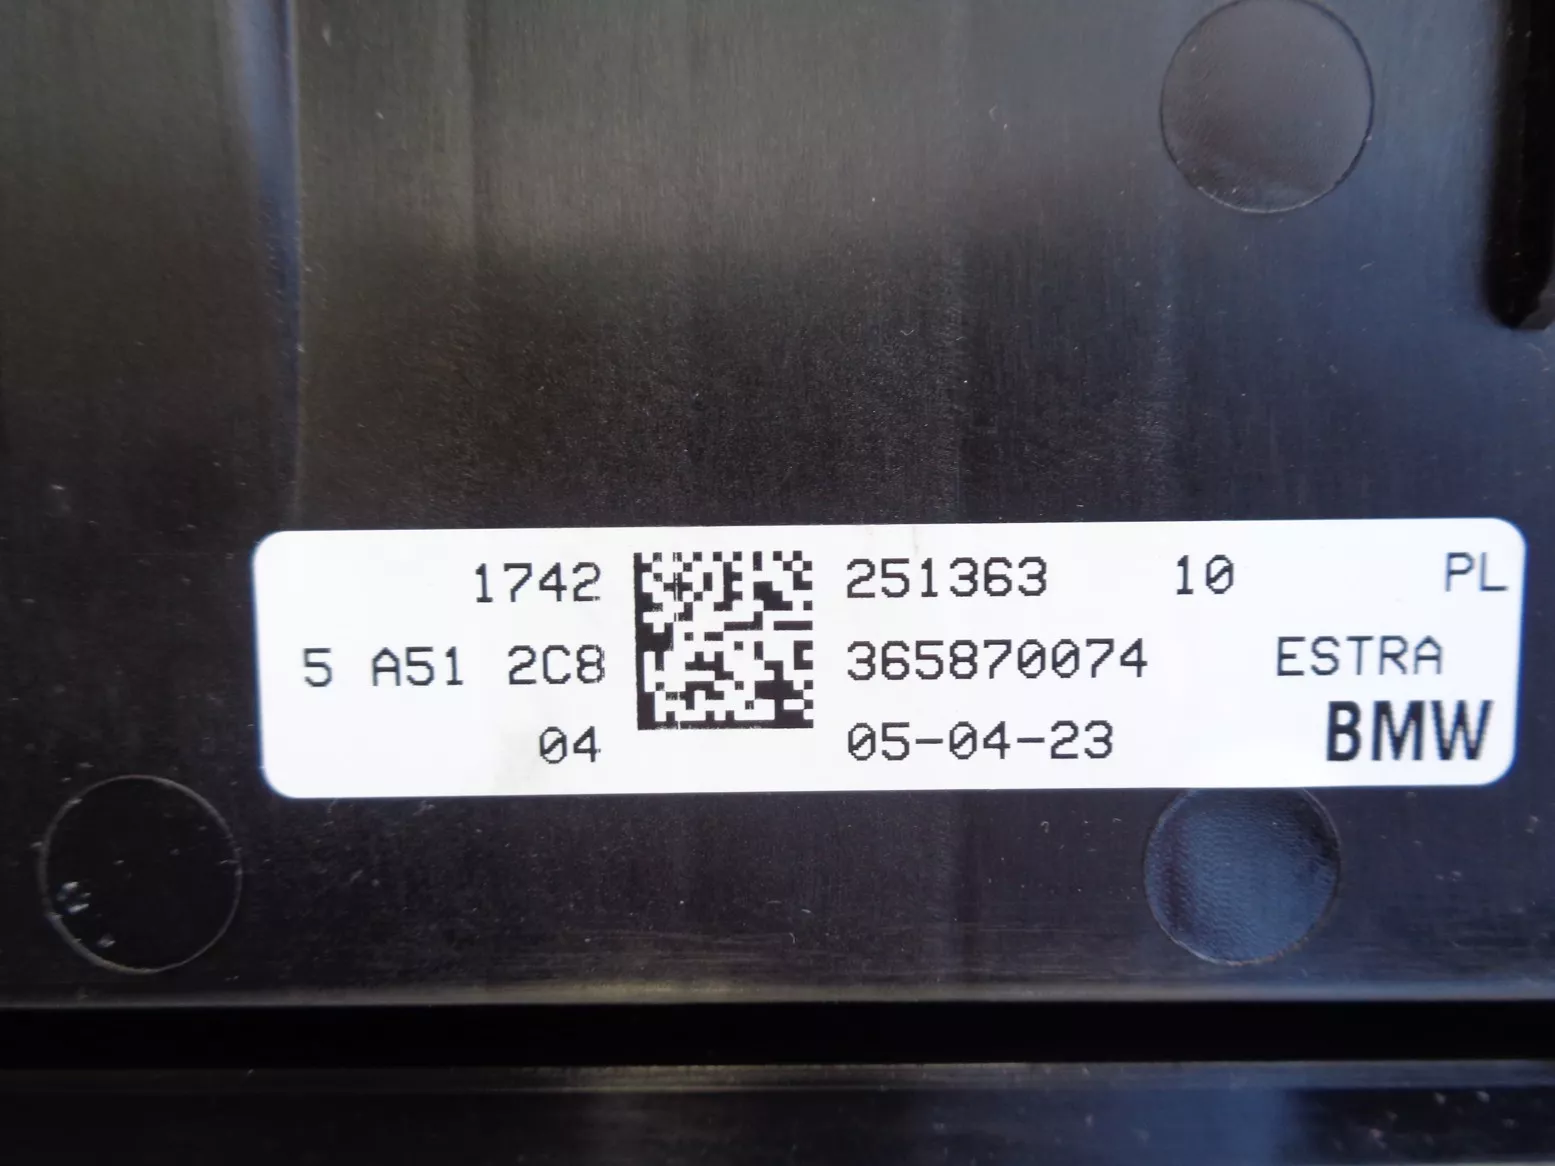 1742 251363 10 PL
5 A51 2C8 365870074 ESTRA
04 05-04-23 BMW